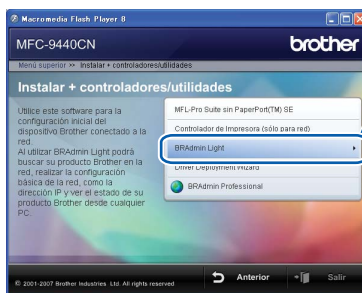 Macromedia Flash Player 8
MFC-9440CN
brother
Menú superior >> Instalar + controladores/utilidades
Instalar + controladores/utilidades
Utilice este software para la
configuración inicial del
dispositivo Brother conectado a la
red.
Al utilizar BRAdmin Light podrá
buscar su producto Brother en la
red, realizar la configuración
básica de la red, como la
dirección IP y ver el estado de su
producto Brother desde cualquier
PC.
MFL-Pro Suite sin PaperPort(TM) SE
Controlador de Impresora (sólo para red)
BRAdmin Light
Driver Deployment Wizard
BRAdmin Professional
© 2001-2007 Brother Industries Ltd. All rights reserved
Anterior
Salir